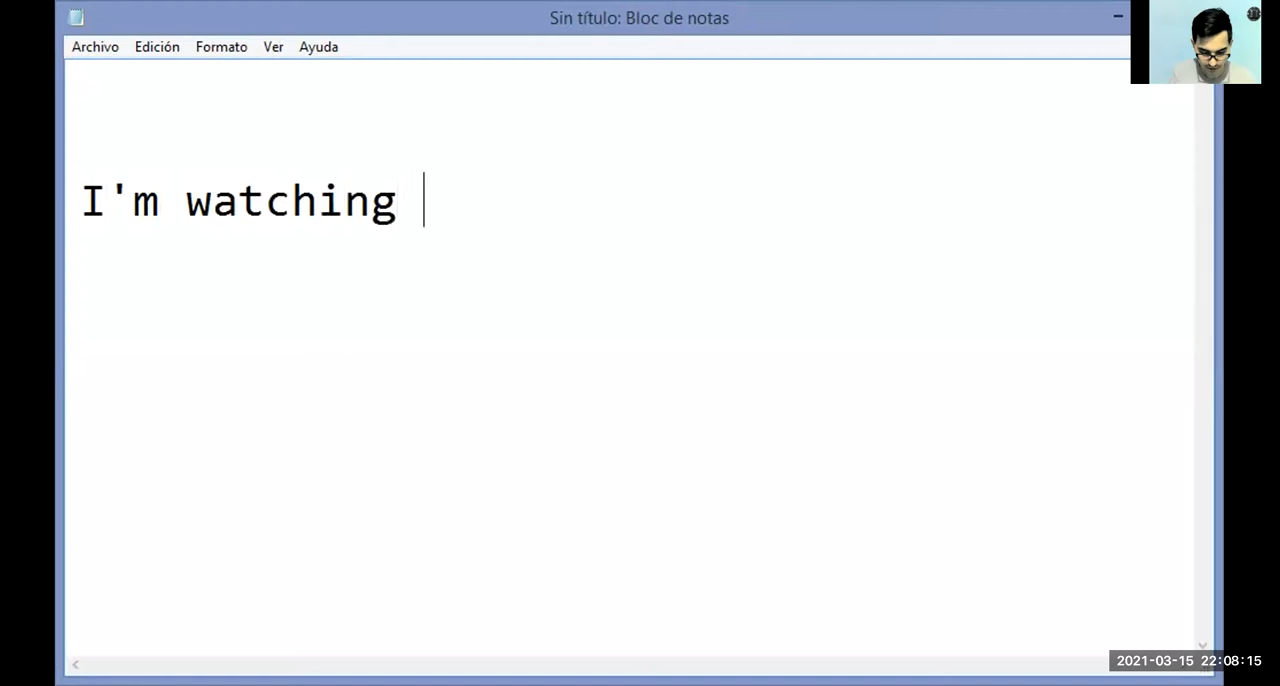 Sin título: Bloc de notas
Archivo Edición Formato Ver Ayuda
I'm watching
2021-03-15 22:08:15